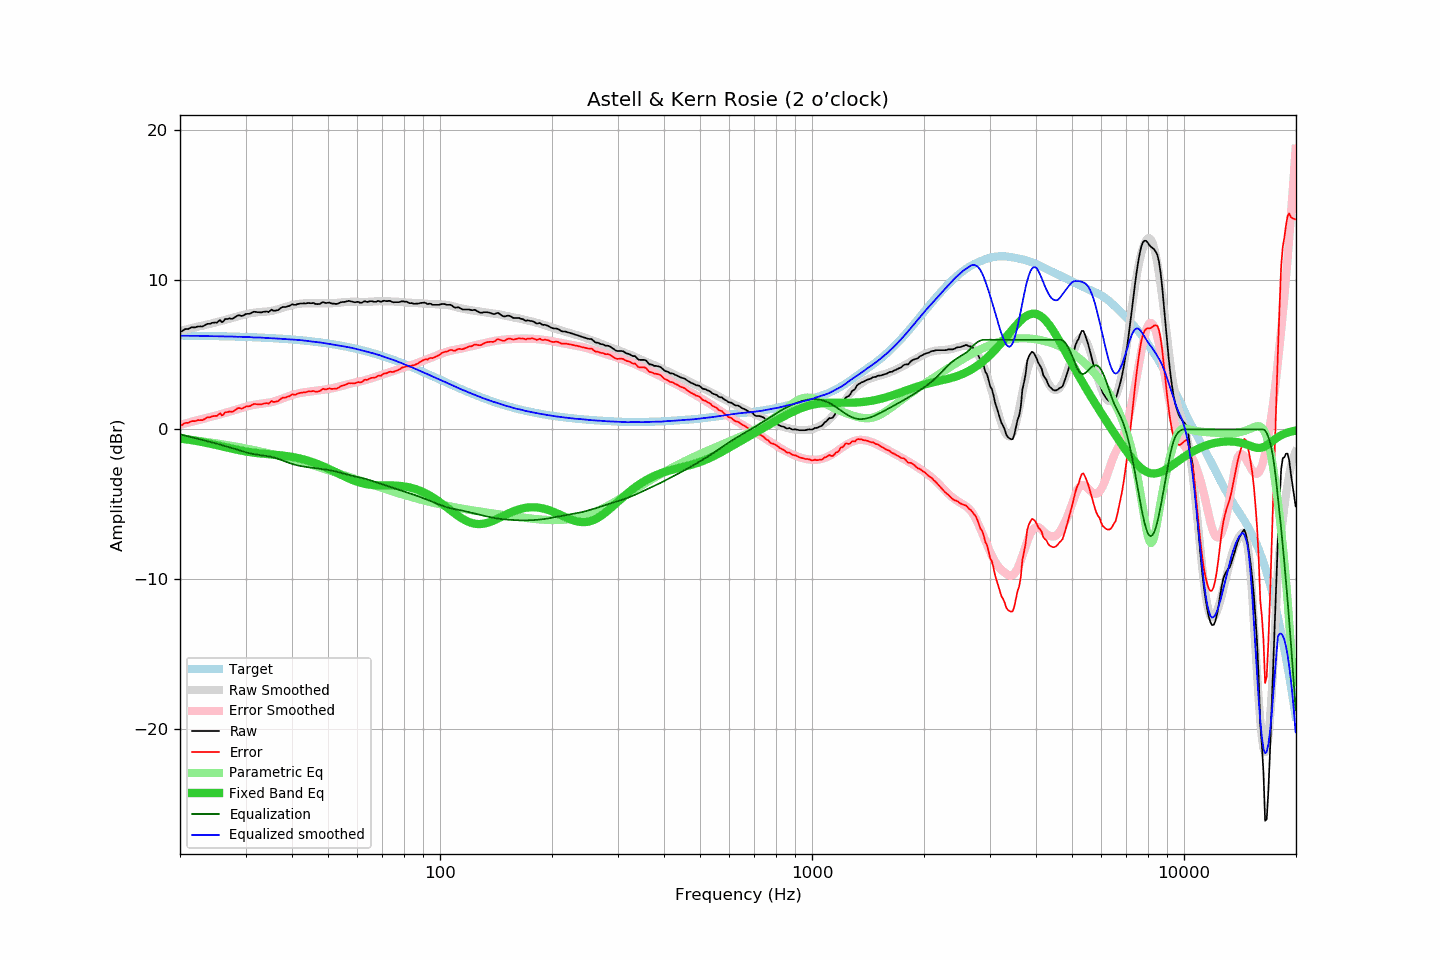 Astell & Kern Rosie (2 o’clock)
20
10
0
−10
−20
Amplitude (dBr)
Target
Raw Smoothed
Error Smoothed
Raw
Error
Parametric Eq
Fixed Band Eq
Equalization
Equalized smoothed
100
1000
10000
Frequency (Hz)